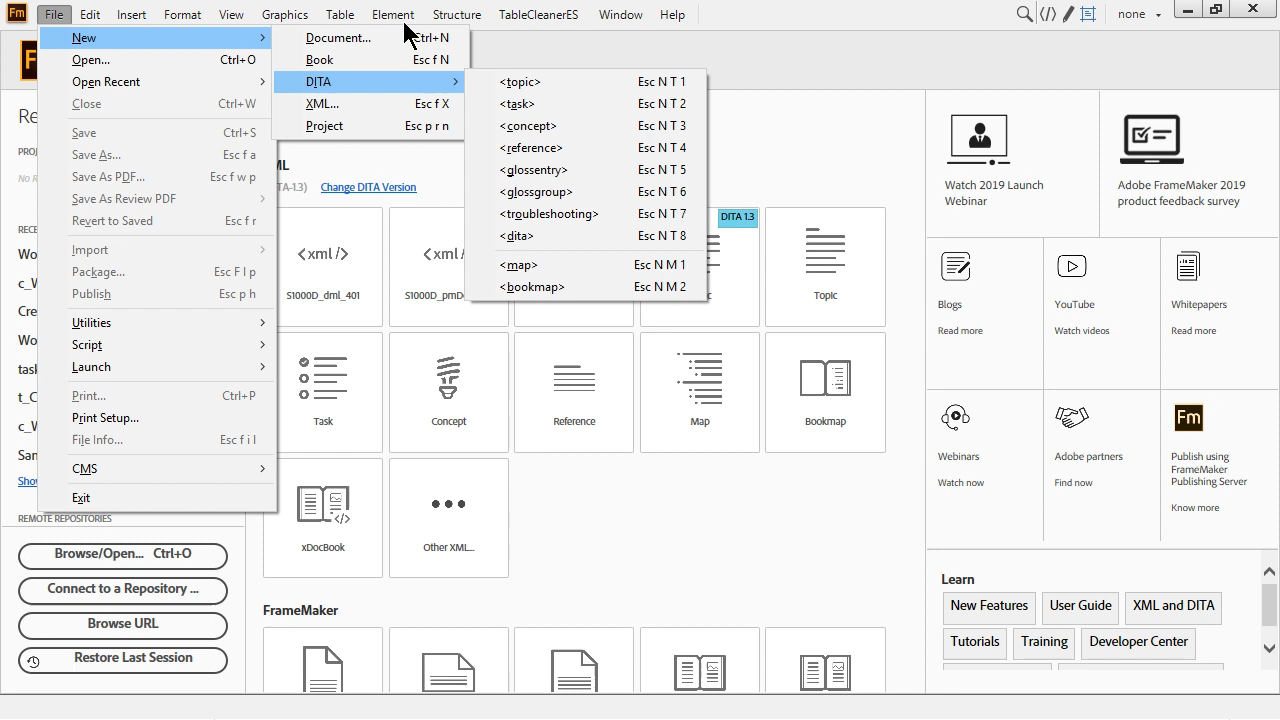 Fm File Edit Insert Format View Graphics Table Element Structure TableCleanerES Window Help none
New
Open... Ctrl+O
Open Recent
Close Ctrl+W
Save Ctrl+S
Save As... Esc f a
Save As PDF... Esc f w p
Save As Review PDF
Revert to Saved Esc f r
Import
Package... Esc F l p
Publish Esc p h
Utilities
Script
Launch
Print... Ctrl+P
Print Setup...
File Info... Esc f i l
CMS
Exit
Document... Ctrl+N
Book Esc f N
DITA
XML... Esc f X
Project Esc p r n
<topic> Esc N T 1
<task> Esc N T 2
<concept> Esc N T 3
<reference> Esc N T 4
<glossentry> Esc N T 5
<glossgroup> Esc N T 6
<troubleshooting> Esc N T 7
<dita> Esc N T 8
<map> Esc N M 1
<bookmap> Esc N M 2
Change DITA Version
DITA 1.3
<xml/>
S1000D_dml_401
Topic
Task
Concept
Reference
Map
Bookmap
xDocBook
Other XML...
FrameMaker
REMOTE REPOSITORIES
Browse/Open... Ctrl+O
Connect to a Repository ...
Browse URL
Restore Last Session
Watch 2019 Launch
Webinar
Adobe FrameMaker 2019
product feedback survey
Blogs
Read more
YouTube
Watch videos
Whitepapers
Read more
Webinars
Watch now
Adobe partners
Find now
Fm
Publish using
FrameMaker
Publishing Server
Know more
Learn
New Features User Guide XML and DITA
Tutorials Training Developer Center